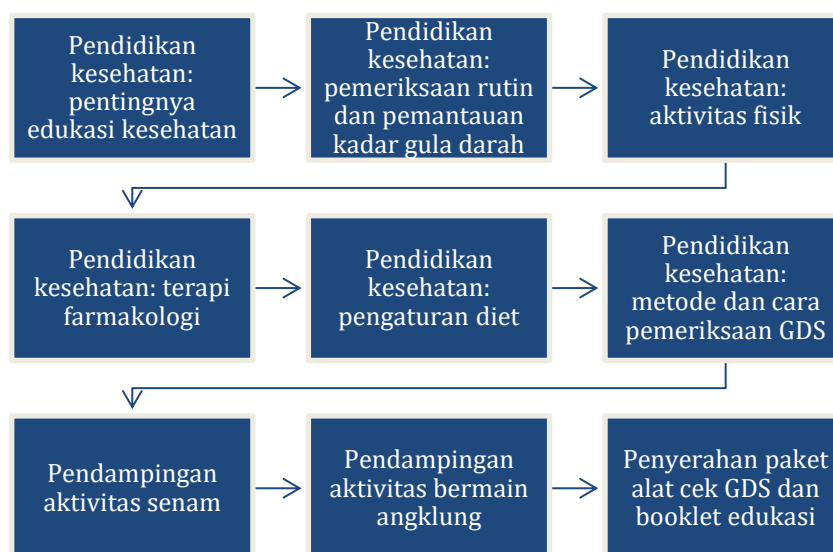 Pendidikan
kesehatan:
pentingnya
edukasi kesehatan
Pendidikan
kesehatan:
pemeriksaan rutin
dan pemantauan
kadar gula darah
Pendidikan
kesehatan:
aktivitas fisik
Pendidikan
kesehatan: terapi
farmakologi
Pendidikan
kesehatan:
pengaturan diet
Pendidikan
kesehatan:
metode dan cara
pemeriksaan GDS
Pendampingan
aktivitas senam
Pendampingan
aktivitas bermain
angklung
Penyerahan paket
alat cek GDS dan
booklet edukasi